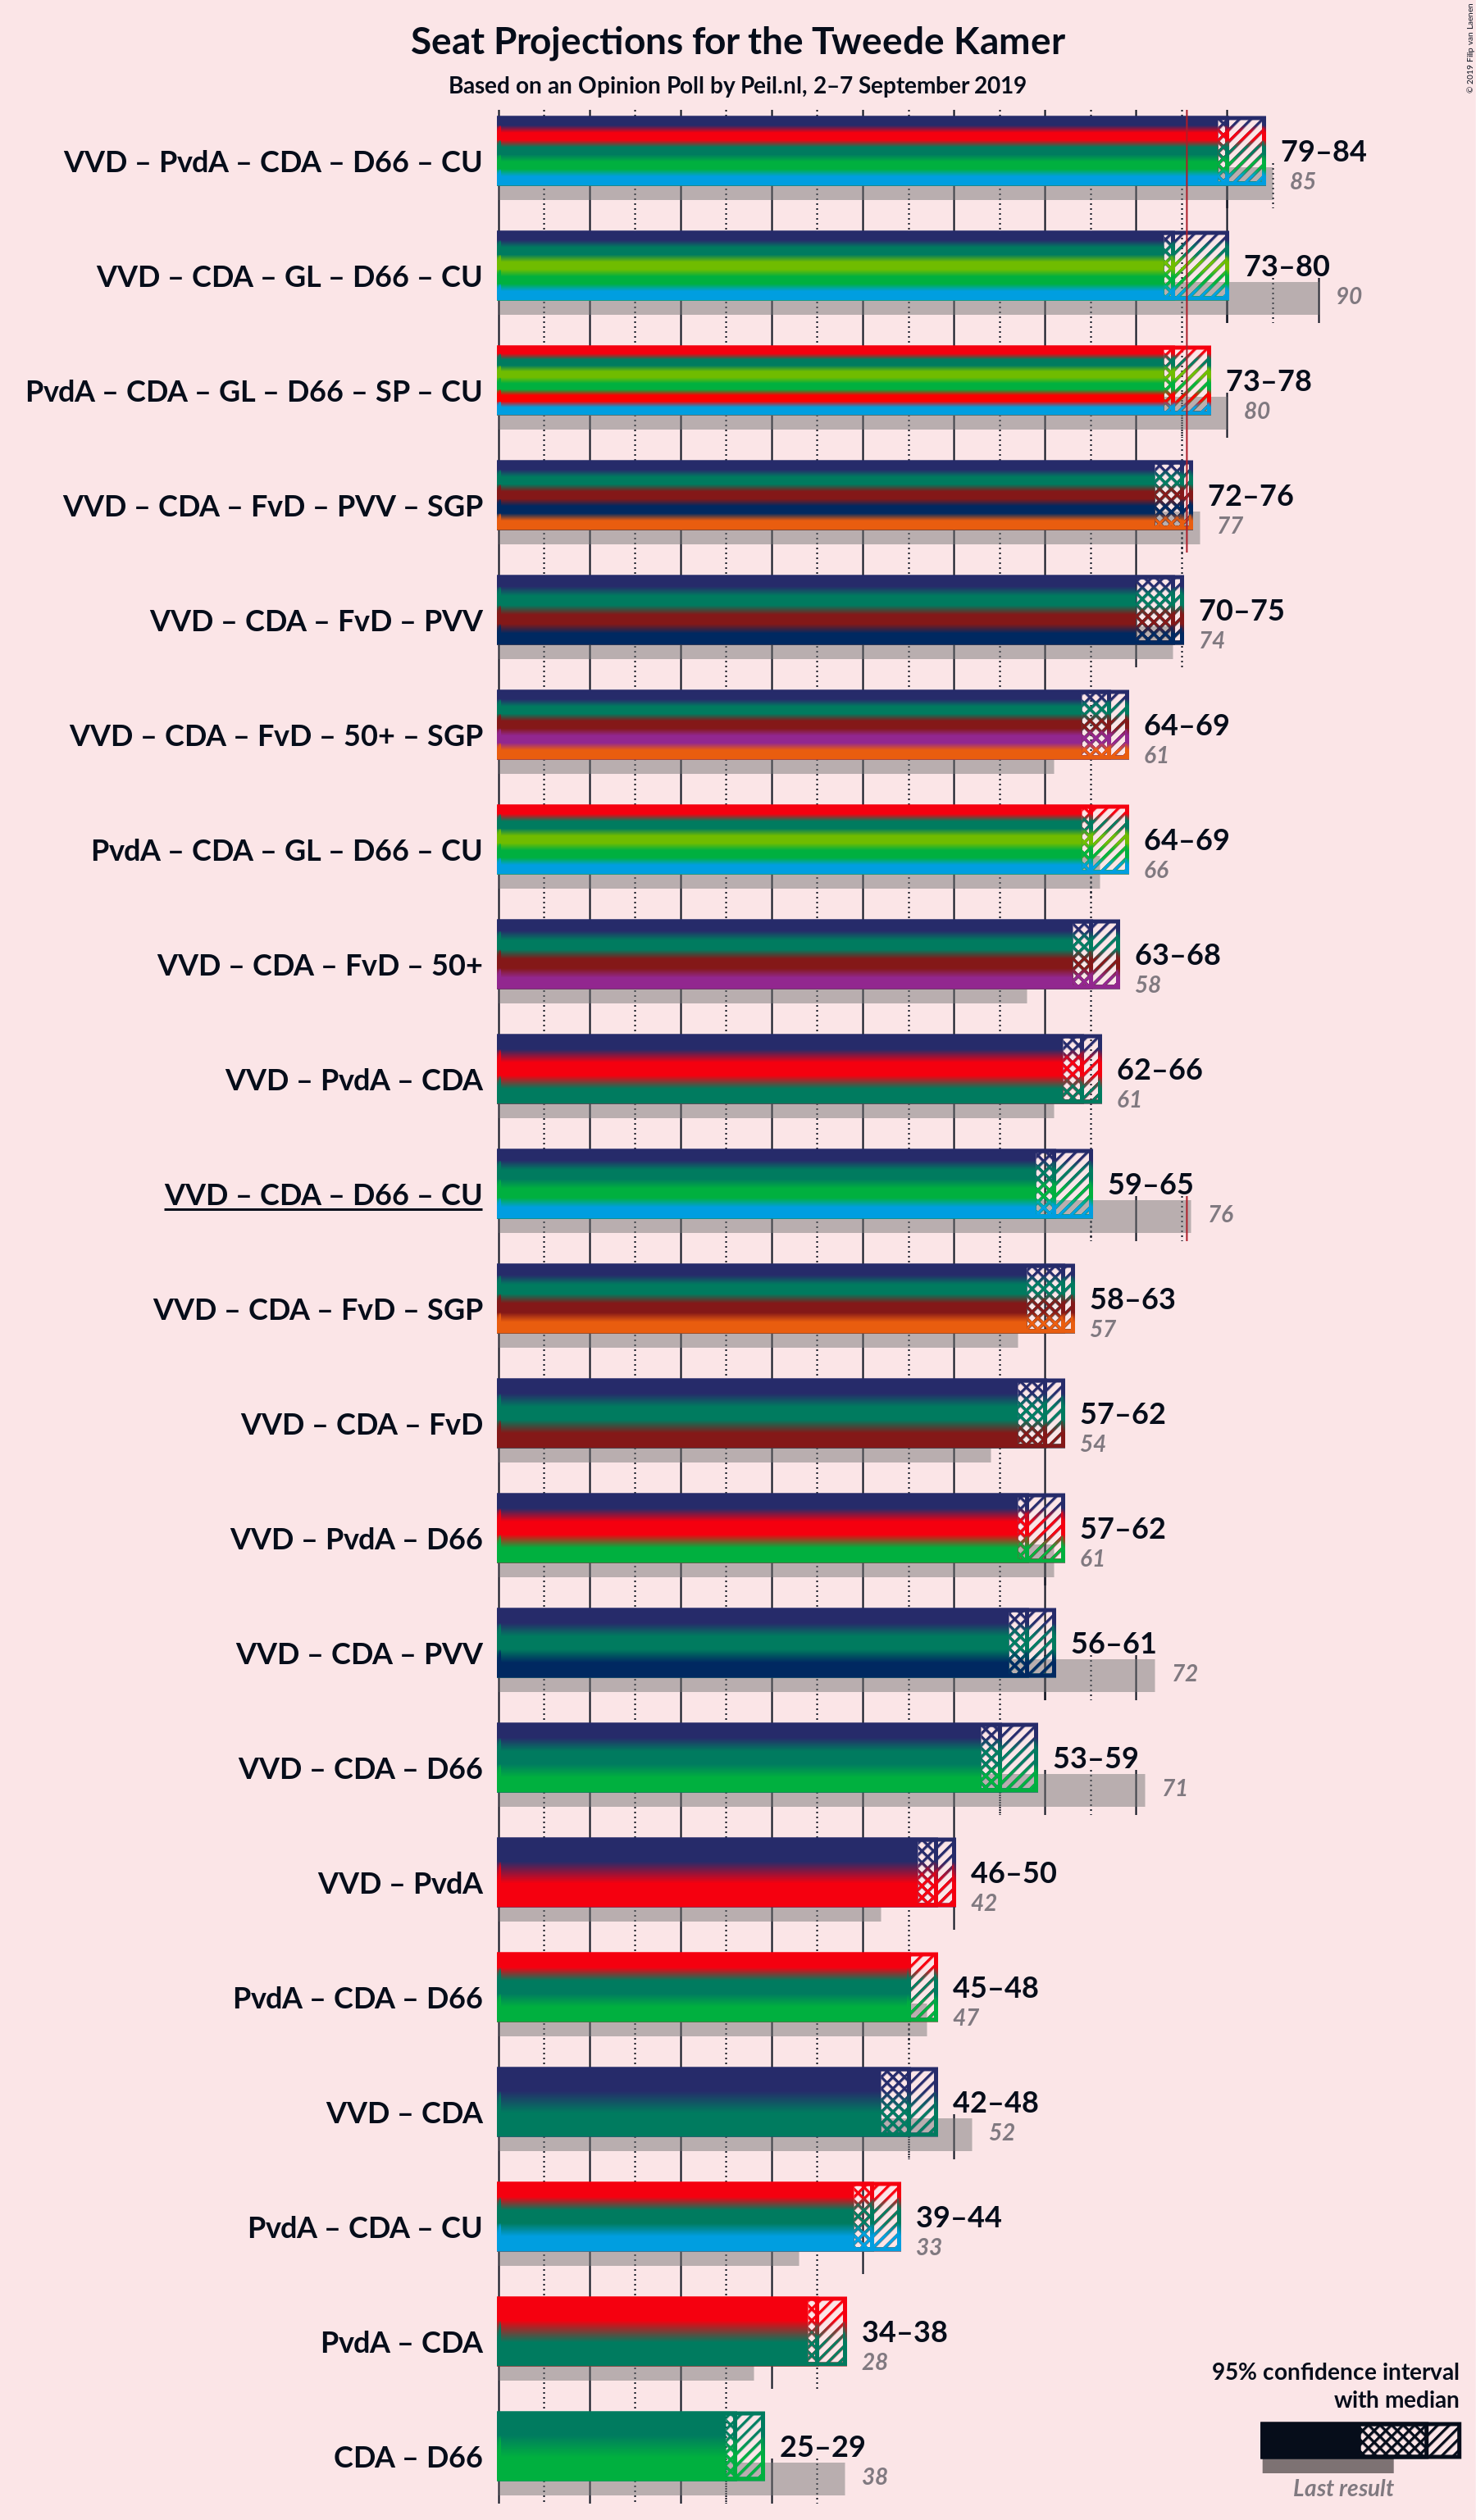 © 2019 Filip van Laenen
Seat Projections for the Tweede Kamer
Based on an Opinion Poll by Peil.nl, 2–7 September 2019
VVD – PvdA – CDA – D66 – CU
79–84
85
VVD – CDA – GL – D66 – CU
73–80
90
PvdA – CDA – GL – D66 – SP – CU
73–78
80
VVD – CDA – FvD – PVV – SGP
72–76
77
VVD – CDA – FvD – PVV
70–75
74
VVD – CDA – FvD – 50+ – SGP
64–69
61
PvdA – CDA – GL – D66 – CU
64–69
66
VVD – CDA – FvD – 50+
63–68
58
VVD – PvdA – CDA
62–66
61
VVD – CDA – D66 – CU
59–65
76
VVD – CDA – FvD – SGP
58–63
57
VVD – CDA – FvD
57–62
54
VVD – PvdA – D66
57–62
61
VVD – CDA – PVV
56–61
72
VVD – CDA – D66
53–59
71
VVD – PvdA
46–50
42
PvdA – CDA – D66
45–48
47
VVD – CDA
42–48
52
PvdA – CDA – CU
39–44
33
PvdA – CDA
34–38
28
CDA – D66
25–29
38
95% confidence interval
with median
Last result